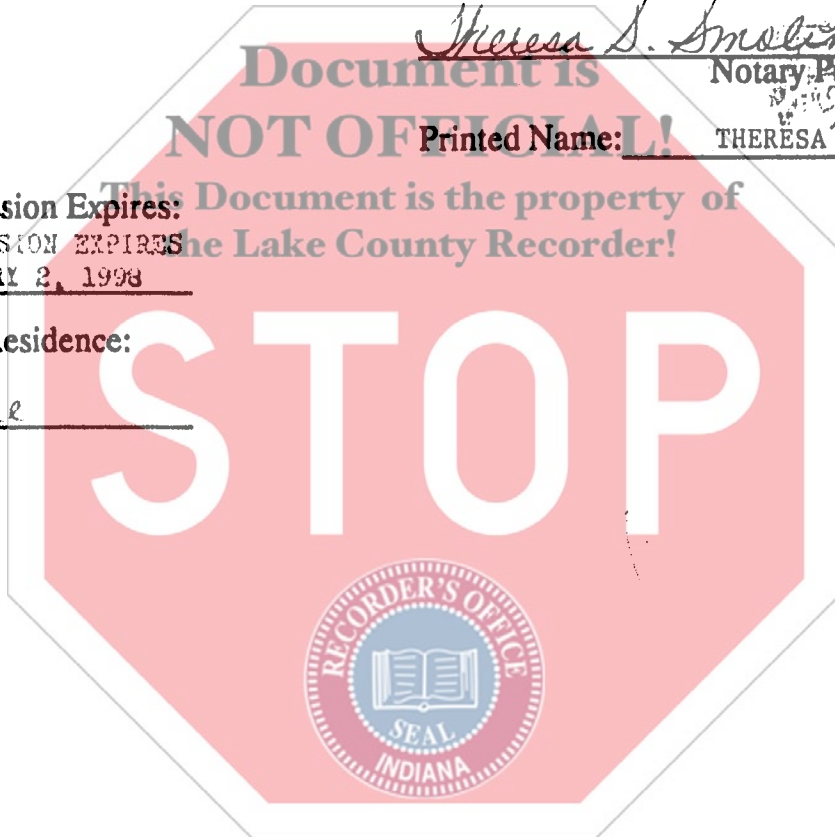 Theresa S.
Document is
Notary
NOT OFFICIAL!
Printed Name: THERESA
This Document is the property of
sion Expires:
the Lake County Recorder!
SION EXPIRES
2, 1998
esidence:
STOP
RECORDER'S OFFICE
SEAL
INDIANA